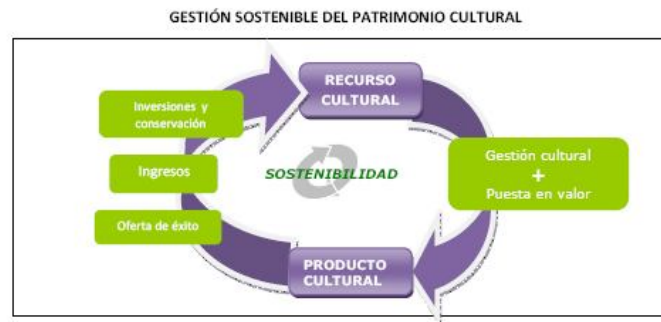 GESTIÓN SOSTENIBLE DEL PATRIMONIO CULTURAL
RECURSO
CULTURAL
Inversiones y
conservación
Gestión cultural
+
Puesta en valor
Ingresos
SOSTENIBILIDAD
Oferta de éxito
PRODUCTO
CULTURAL